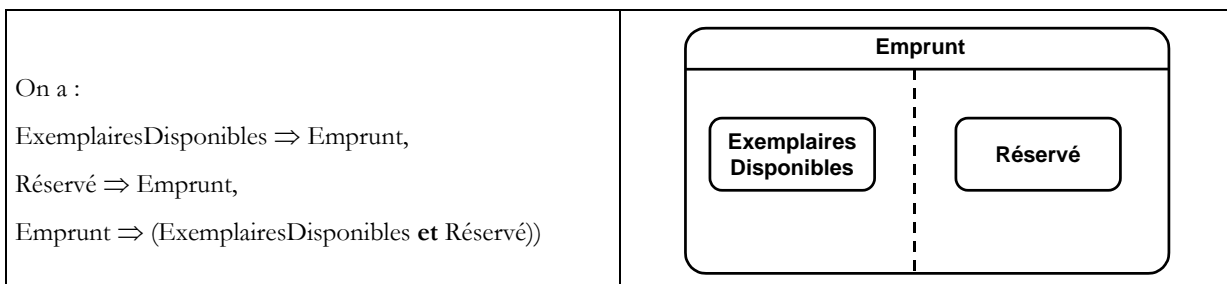 On a :
ExemplairesDisponibles ⇒ Emprunt,
Réservé ⇒ Emprunt,
Emprunt ⇒ (ExemplairesDisponibles et Réservé))
Emprunt
Exemplaires
Disponibles
Réservé